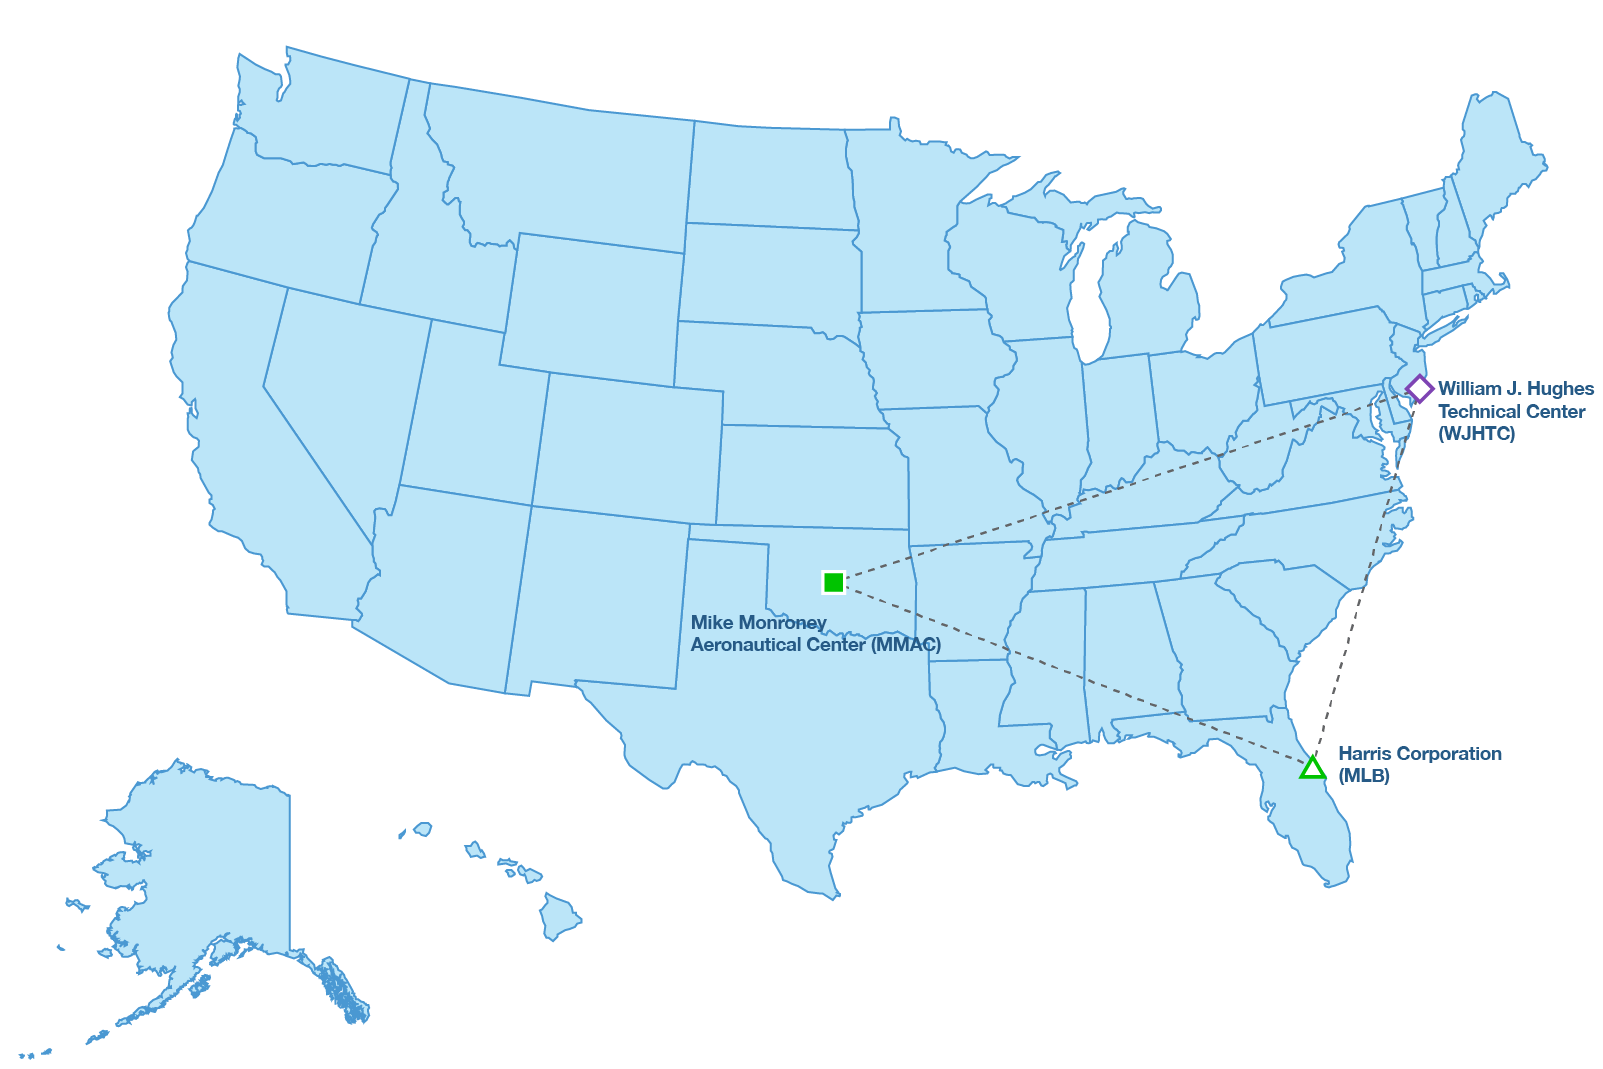 William J. Hughes
Technical Center
(WJHTC)
Mike Monroney
Aeronautical Center (MMAC)
Harris Corporation
(MLB)